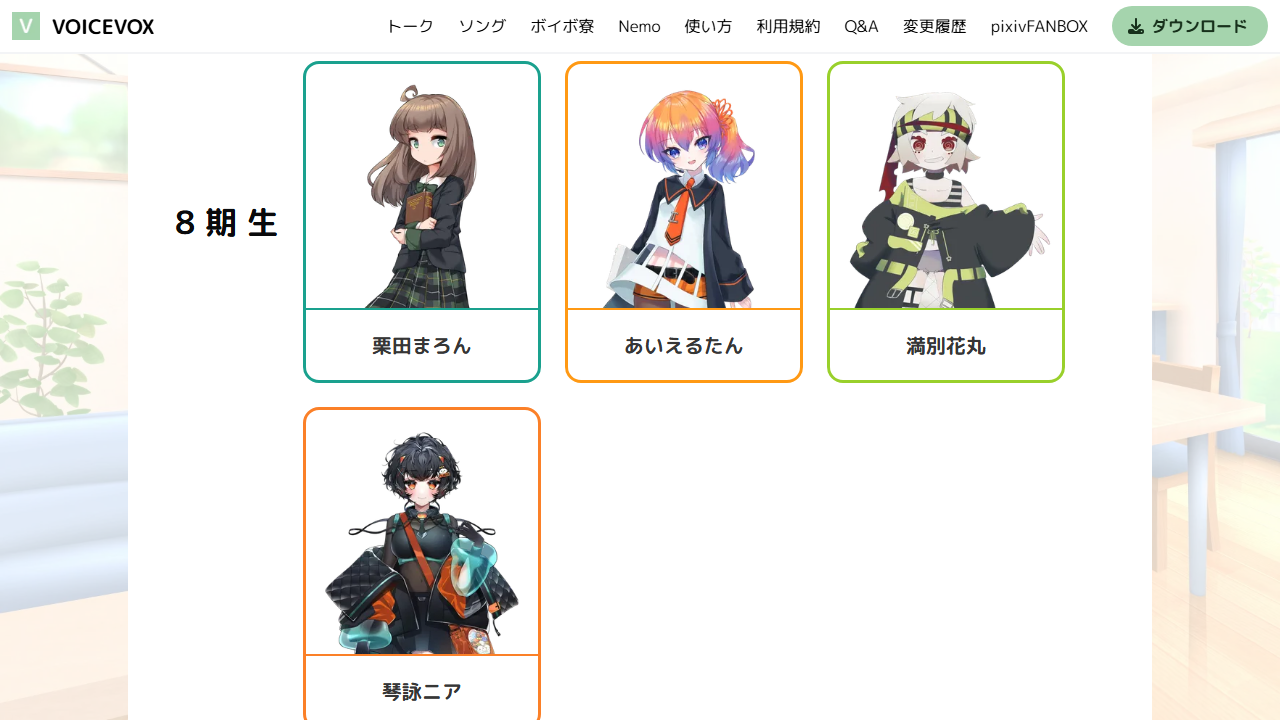 V VOICEVOX トーク ソング ボイボ寮 Nemo 使い方 利用規約 Q&A 変更履歴 pixivFANBOX ダウンロード
8期生
栗田まろん あいえるたん 満別花丸
琴詠ニア